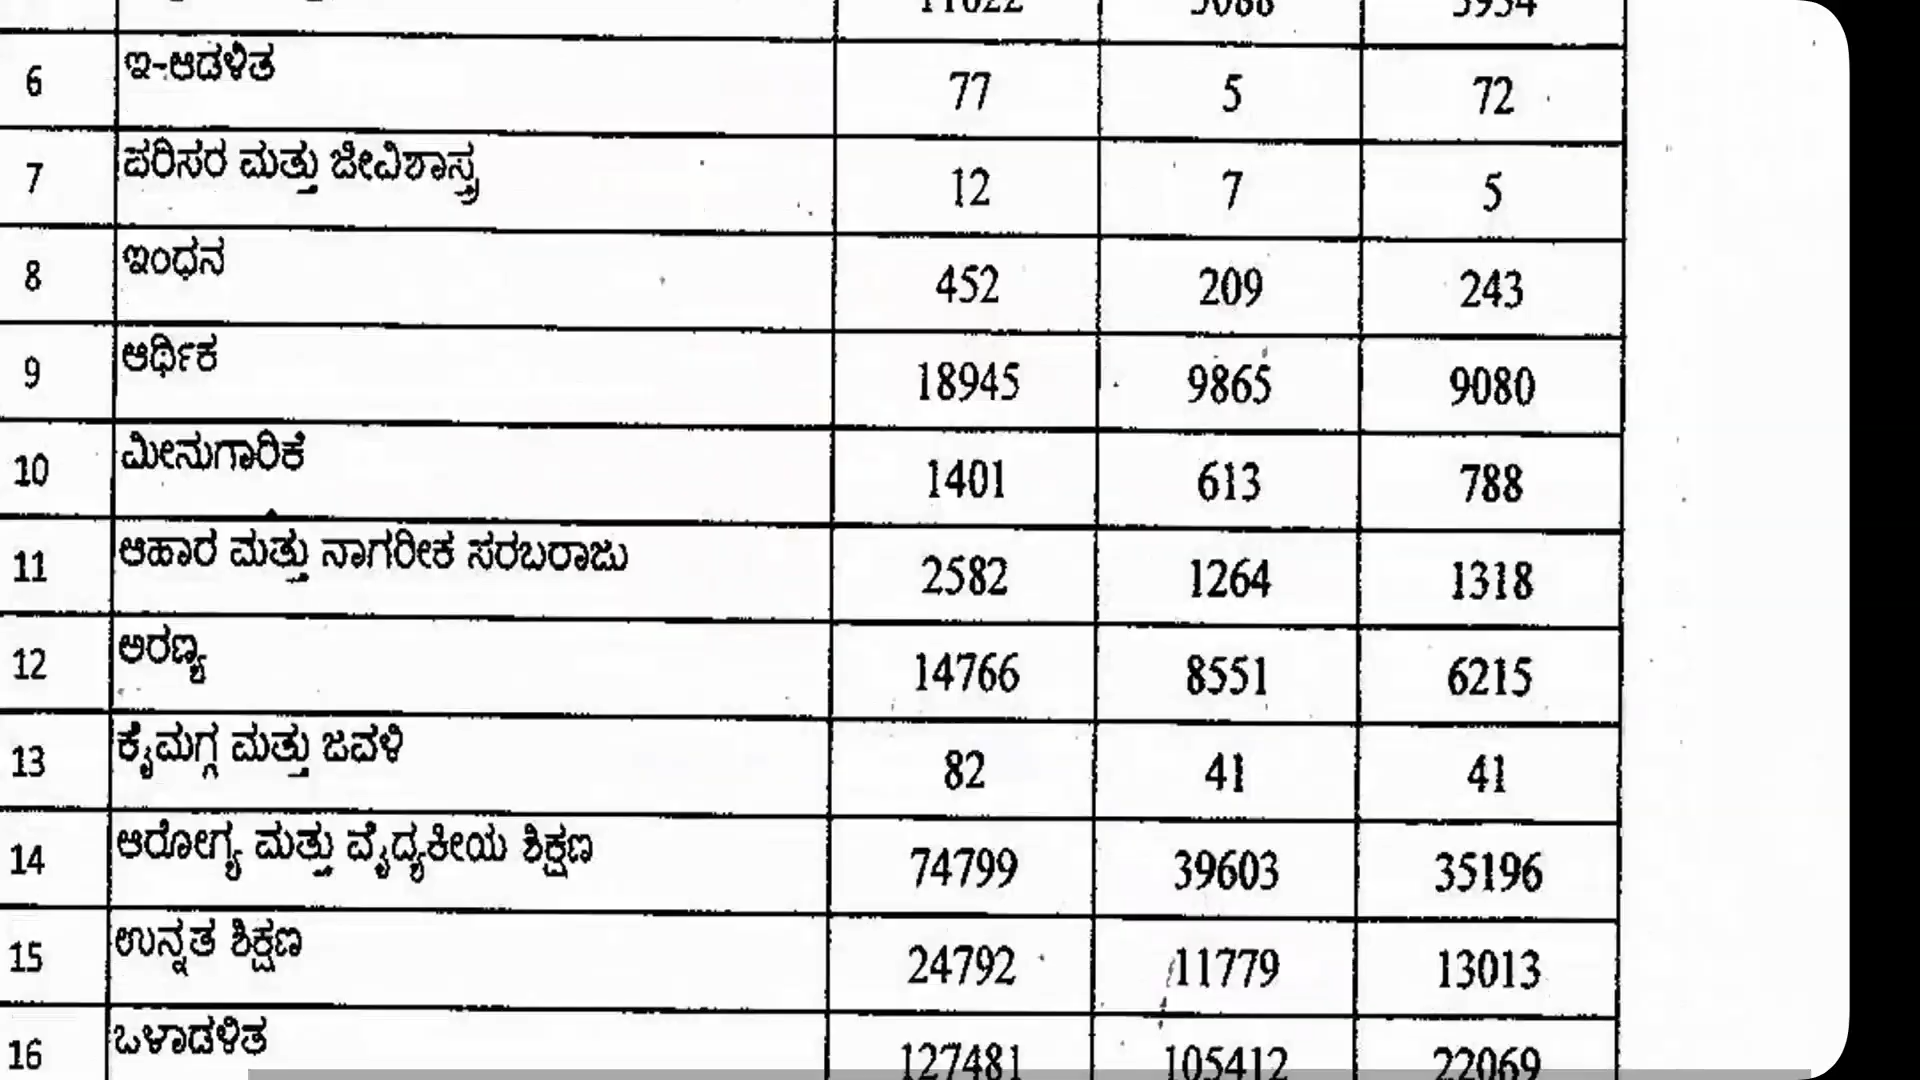 11622 5688 5934
6 ಇ-ಆಡಳಿತ 77 5 72
7 ಪರಿಸರ ಮತ್ತು ಜೀವಿಶಾಸ್ತ್ರ 12 7 5
8 ಇಂಧನ 452 209 243
9 ಆರ್ಥಿಕ 18945 9865 9080
10 ಮೀನುಗಾರಿಕೆ 1401 613 788
11 ಆಹಾರ ಮತ್ತು ನಾಗರೀಕ ಸರಬರಾಜು 2582 1264 1318
12 ಅರಣ್ಯ 14766 8551 6215
13 ಕೈಮಗ್ಗ ಮತ್ತು ಜವಳಿ 82 41 41
14 ಆರೋಗ್ಯ ಮತ್ತು ವೈದ್ಯಕೀಯ ಶಿಕ್ಷಣ 74799 39603 35196
15 ಉನ್ನತ ಶಿಕ್ಷಣ 24792 11779 13013
16 ಒಳಾಡಳಿತ 127481 105412 22069